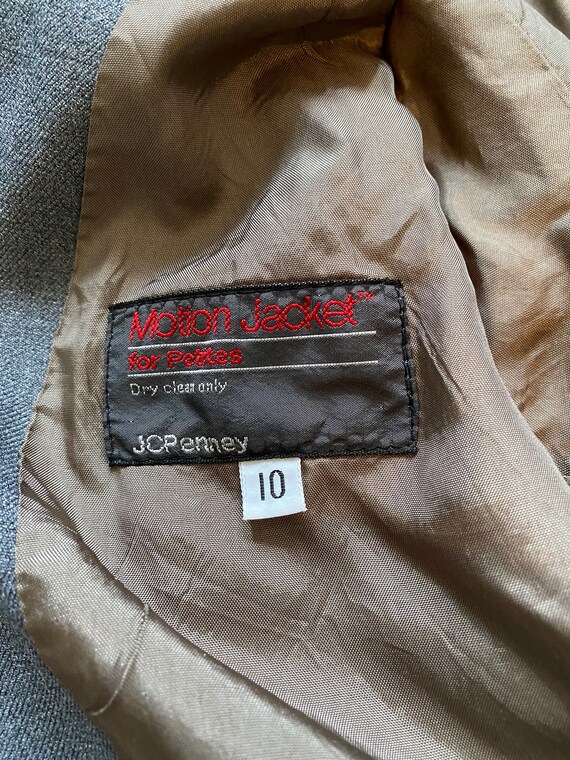 Motion Jacket™
for Petites
Dry clean only
JCPenney
10